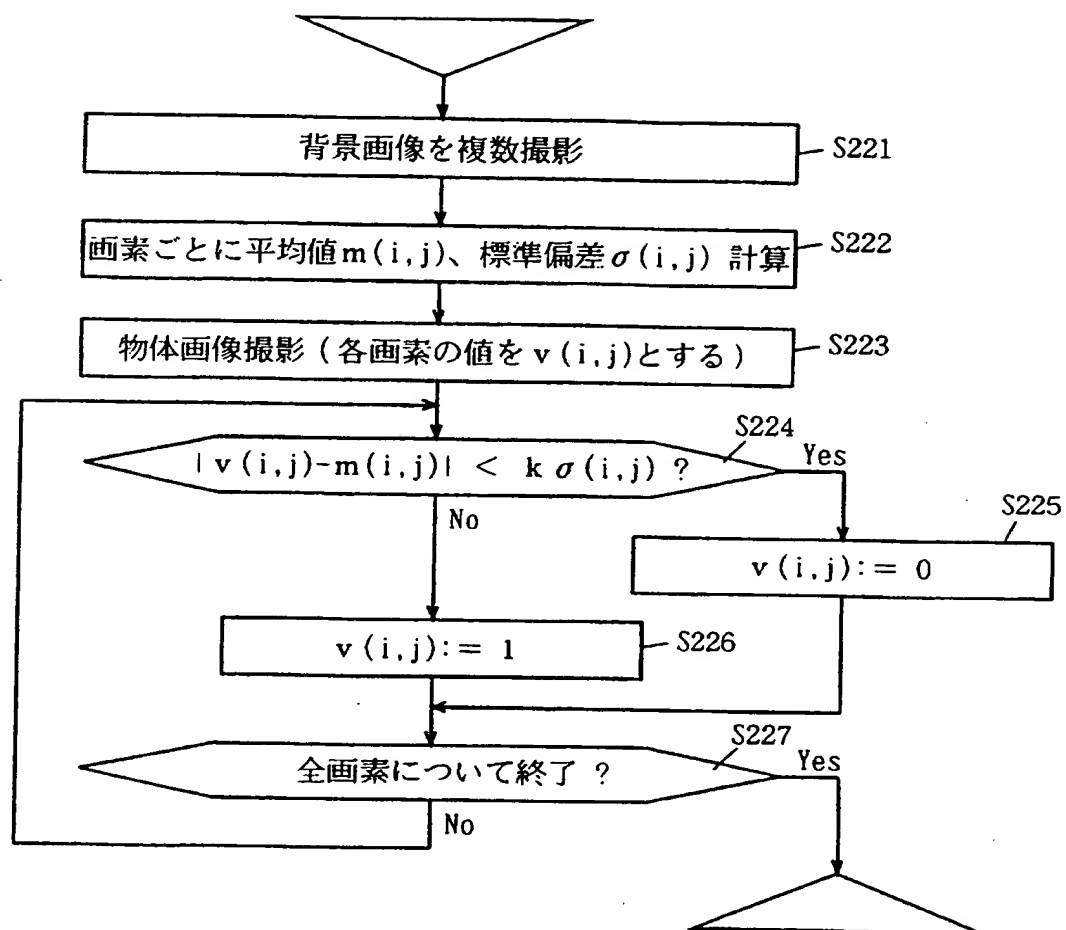 背景画像を複数撮影
S221
画素ごとに平均値m(i,j)、標準偏差σ(i,j) 計算
S222
物体画像撮影(各画素の値をv(i,j)とする)
S223
S224
|v(i,j)-m(i,j)| < kσ(i,j) ?
Yes
No
S225
v(i,j):= 0
v(i,j):= 1
S226
S227
全画素について終了 ?
Yes
No